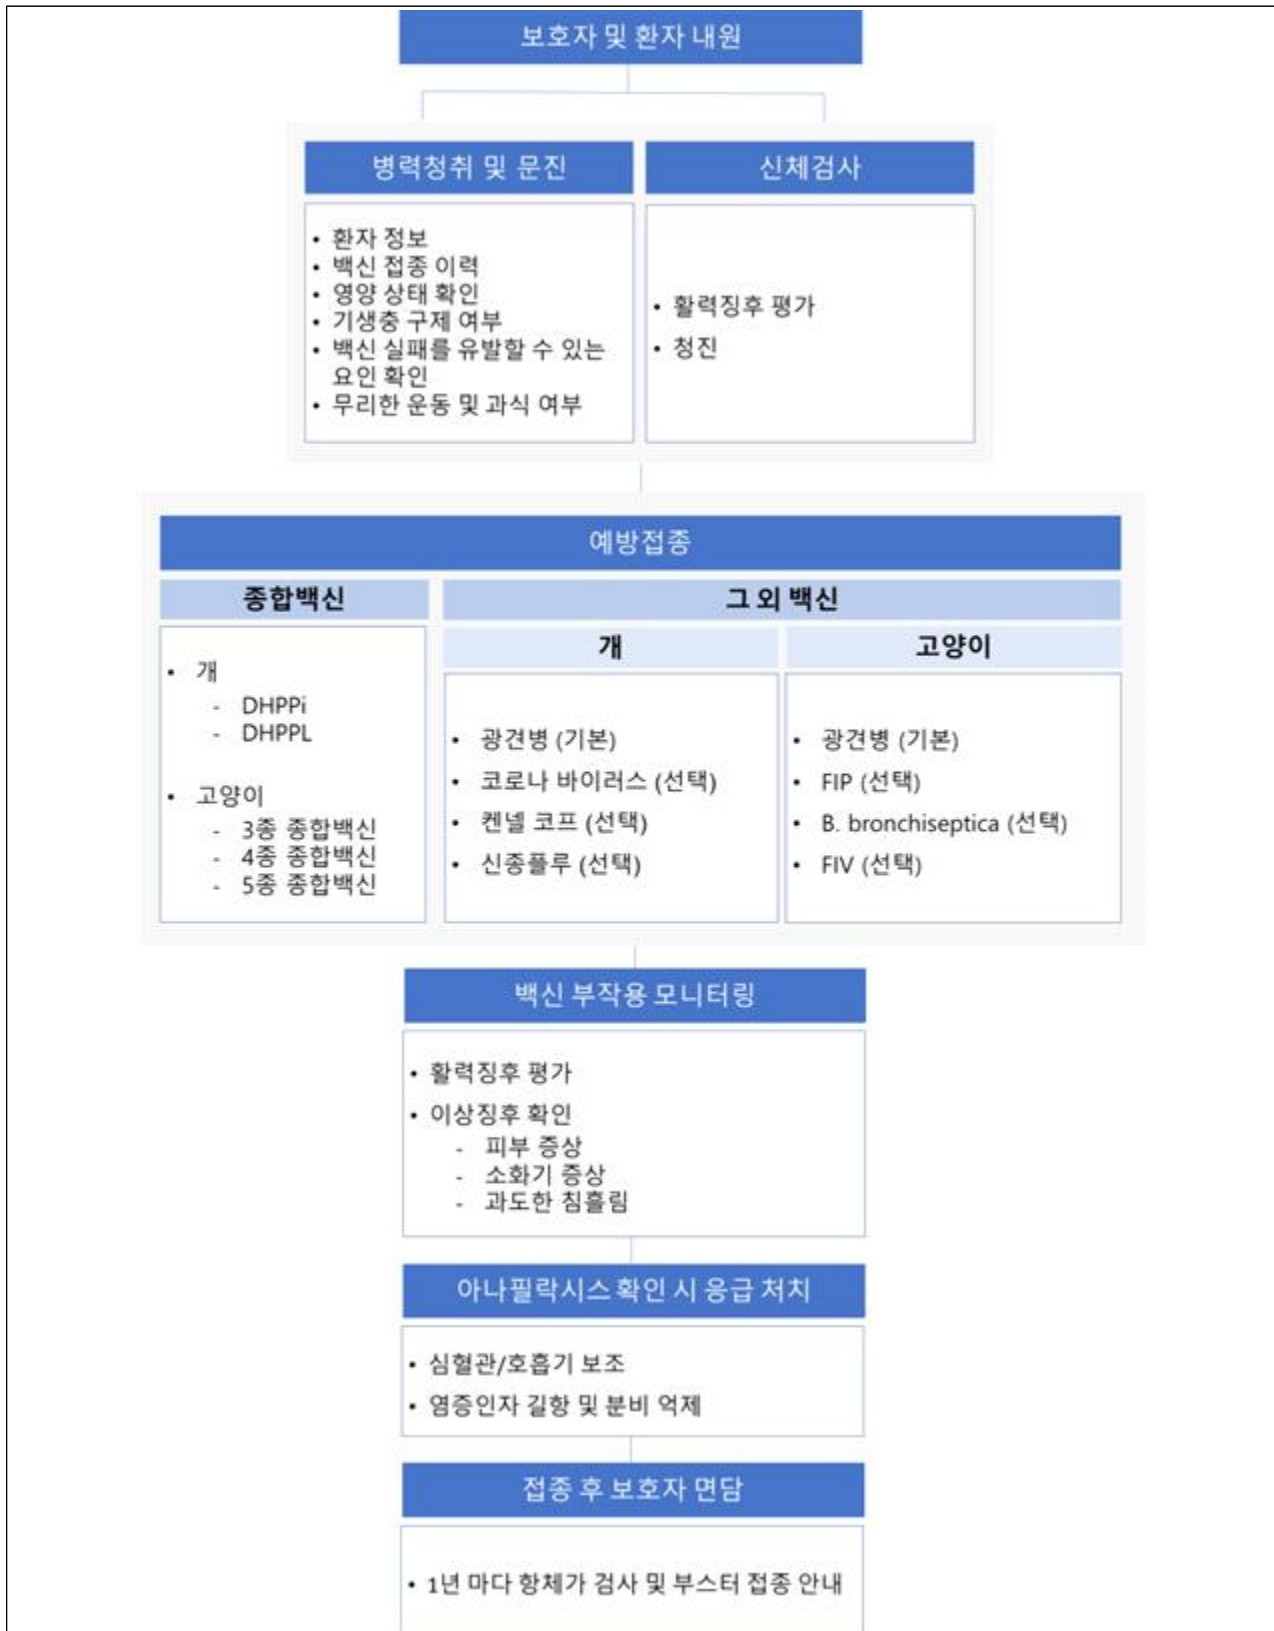 보호자 및 환자 내원
병력청취 및 문진
• 환자 정보
• 백신 접종 이력
• 영양 상태 확인
• 기생충 구제 여부
• 백신 실패를 유발할 수 있는
요인 확인
• 무리한 운동 및 과식 여부
신체검사
• 활력징후 평가
• 청진
예방접종
종합백신
• 개
- DHPPi
- DHPPL
• 고양이
- 3종 종합백신
- 4종 종합백신
- 5종 종합백신
그 외 백신
개
• 광견병 (기본)
• 코로나 바이러스 (선택)
• 켄넬 코프 (선택)
• 신종플루 (선택)
고양이
• 광견병 (기본)
• FIP (선택)
• B. bronchiseptica (선택)
• FIV (선택)
백신 부작용 모니터링
• 활력징후 평가
• 이상징후 확인
- 피부 증상
- 소화기 증상
- 과도한 침흘림
아나필락시스 확인 시 응급 처치
• 심혈관/호흡기 보조
• 염증인자 길항 및 분비 억제
접종 후 보호자 면담
• 1년 마다 항체가 검사 및 부스터 접종 안내